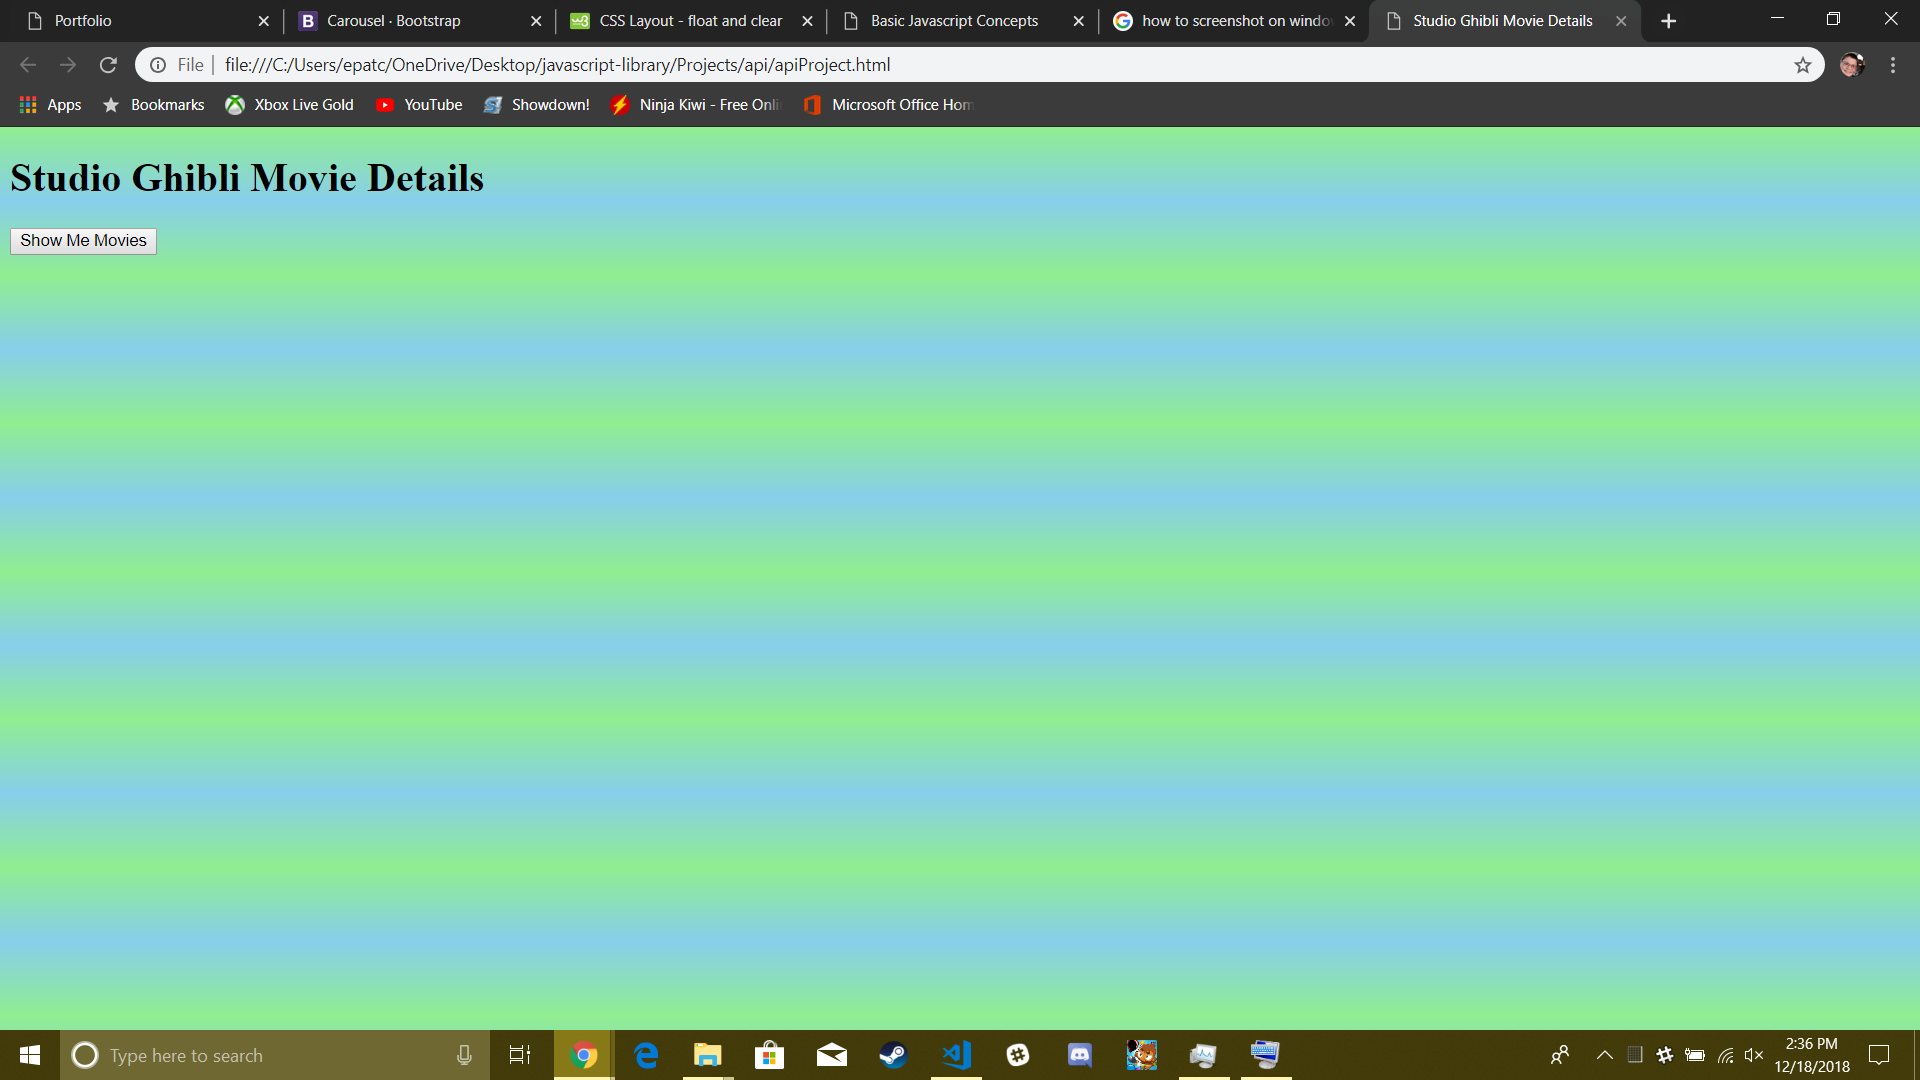 Portfolio
Carousel · Bootstrap
CSS Layout - float and clear
Basic Javascript Concepts
how to screenshot on windo
Studio Ghibli Movie Details
File
file:///C:/Users/epatc/OneDrive/Desktop/javascript-library/Projects/api/apiProject.html
Apps
Bookmarks
Xbox Live Gold
YouTube
Showdown!
Ninja Kiwi - Free Onli
Microsoft Office Hom
Studio Ghibli Movie Details
Show Me Movies
Type here to search
2:36 PM
12/18/2018